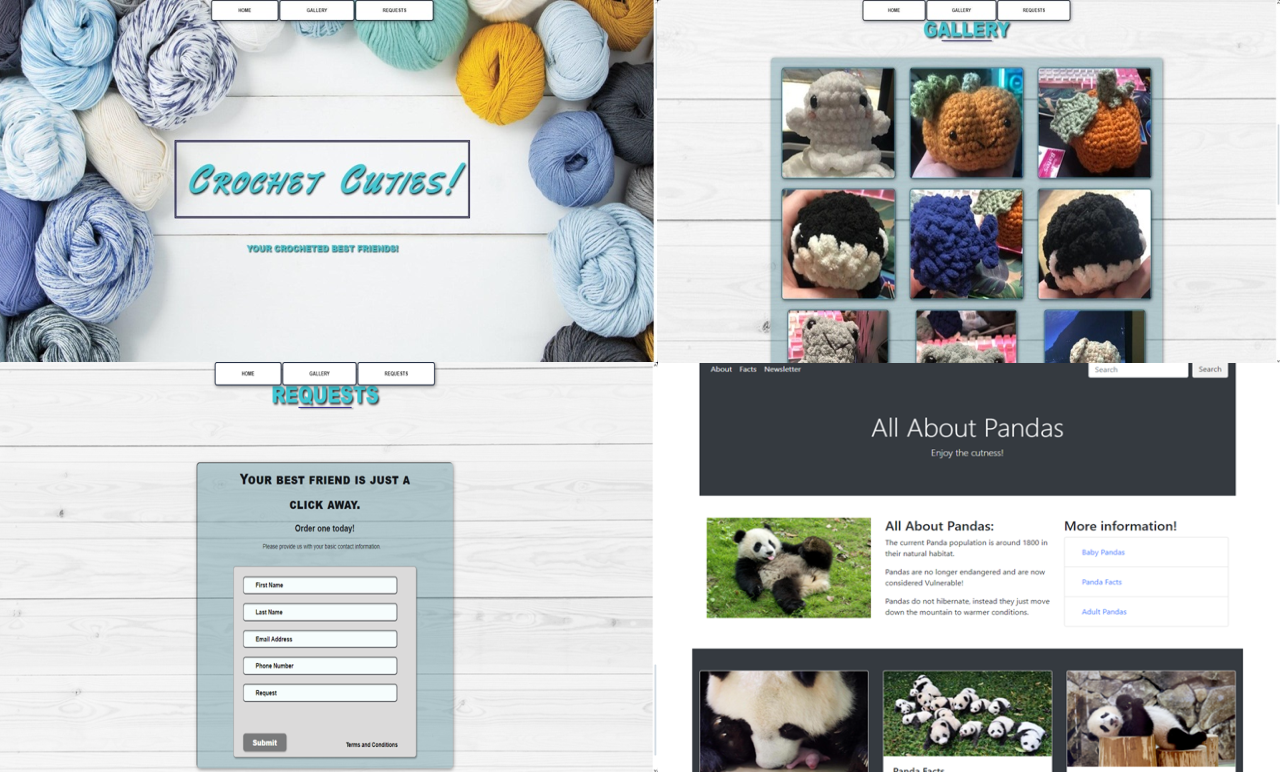 HOME GALLERY REQUESTS
CROCHET CUTIES!
YOUR CROCHETED BEST FRIENDS!
HOME GALLERY REQUESTS
GALLERY
HOME GALLERY REQUESTS
REQUESTS
YOUR BEST FRIEND IS JUST A
CLICK AWAY.
Order one today!
Please provide us with your basic contact information.
First Name
Last Name
Email Address
Phone Number
Request
Submit
Terms and Conditions
About Facts Newsletter
Search Search
All About Pandas
Enjoy the cutness!
All About Pandas:
The current Panda population is around 1800 in
their natural habitat.
Pandas are no longer endangered and are now
considered Vulnerable!
Pandas do not hibernate, instead they just move
down the mountain to warmer conditions.
More information!
Baby Pandas
Panda Facts
Adult Pandas
Panda Facts